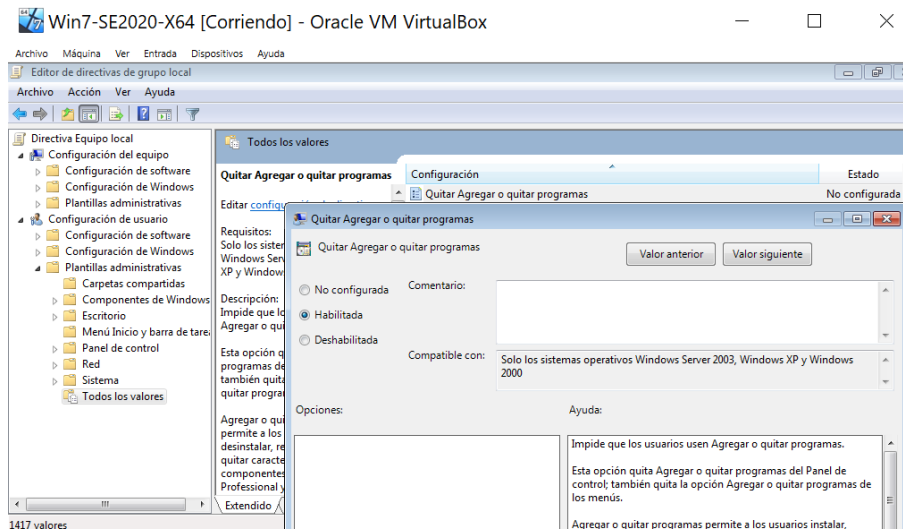 Win7-SE2020-X64 [Corriendo] - Oracle VM VirtualBox
Archivo Máquina Ver Entrada Dispositivos Ayuda
Editor de directivas de grupo local
Archivo Acción Ver Ayuda
Directiva Equipo local
Configuración del equipo
Configuración de software
Configuración de Windows
Plantillas administrativas
Configuración de usuario
Configuración de software
Configuración de Windows
Plantillas administrativas
Carpetas compartidas
Componentes de Windows
Escritorio
Menú Inicio y barra de tarea
Panel de control
Red
Sistema
Todos los valores
1417 valores
Todos los valores
Quitar Agregar o quitar programas
Editar configu
Requisitos:
Solo los sister
Windows Serv
XP y Window
Descripción:
Impide que lo
Agregar o qui
Esta opción q
programas de
también quita
quitar program
Agregar o qui
permite a los
desinstalar, re
quitar caracte
componentes
Professional y
Extendido
Configuración Estado
Quitar Agregar o quitar programas No configurada
Quitar Agregar o quitar programas
Quitar Agregar o quitar programas
Valor anterior Valor siguiente
No configurada
Habilitada
Deshabilitada
Comentario:
Compatible con:
Solo los sistemas operativos Windows Server 2003, Windows XP y Windows
2000
Opciones:
Ayuda:
Impide que los usuarios usen Agregar o quitar programas.
Esta opción quita Agregar o quitar programas del Panel de
control; también quita la opción Agregar o quitar programas de
los menús.
Agregar o quitar programas permite a los usuarios instalar,